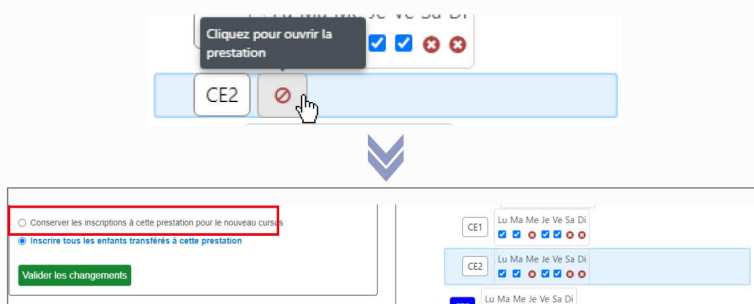 Lu Ma Me Je Ve Sa Di
Cliquez pour ouvrir la
prestation
CE2
Conserver les inscriptions à cette prestation pour le nouveau cursus
Inscrire tous les enfants transférés à cette prestation
Valider les changements
Lu Ma Me Je Ve Sa Di
CE1
Lu Ma Me Je Ve Sa Di
CE2
Lu Ma Me Je Ve Sa Di